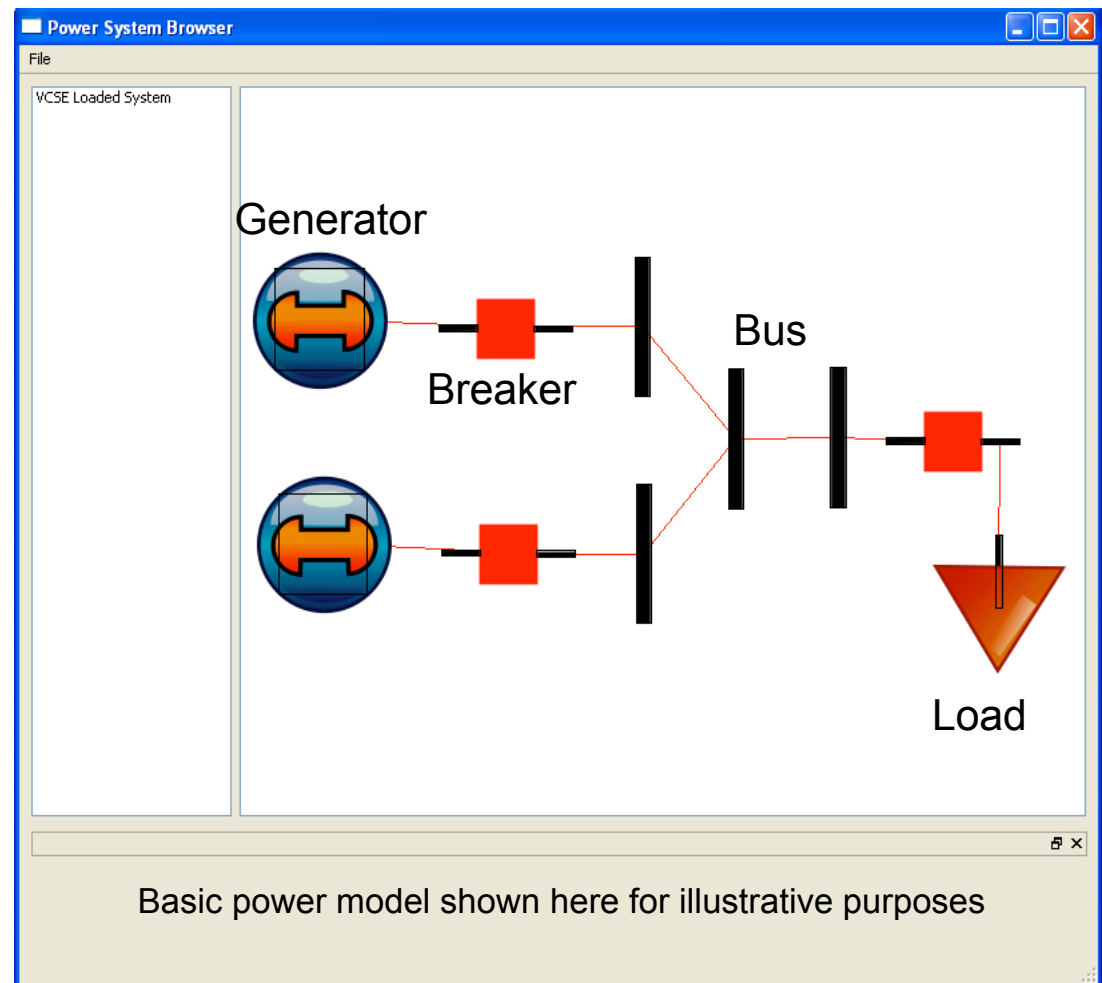 Power System Browser
File
VCSE Loaded System
Generator
Bus
Breaker
Load
Basic power model shown here for illustrative purposes